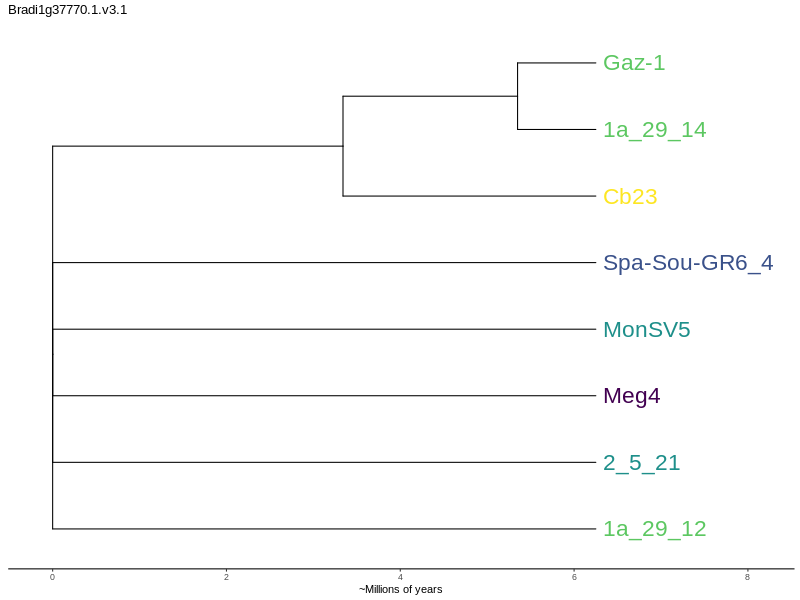 Bradi1g37770.1.v3.1
Gaz-1
1a_29_14
Cb23
Spa-Sou-GR6_4
MonSV5
Meg4
2_5_21
1a_29_12
0 2 4 6 8
~Millions of years